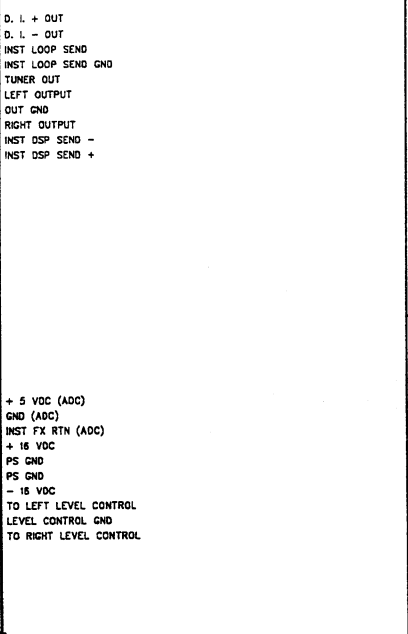 D. I. + OUT
D. I. - OUT
INST LOOP SEND
INST LOOP SEND GND
TUNER OUT
LEFT OUTPUT
OUT GND
RIGHT OUTPUT
INST DSP SEND -
INST DSP SEND +
+ 5 VDC (ADC)
GND (ADC)
INST FX RTN (ADC)
+ 16 VDC
PS GND
PS GND
- 16 VDC
TO LEFT LEVEL CONTROL
LEVEL CONTROL GND
TO RIGHT LEVEL CONTROL